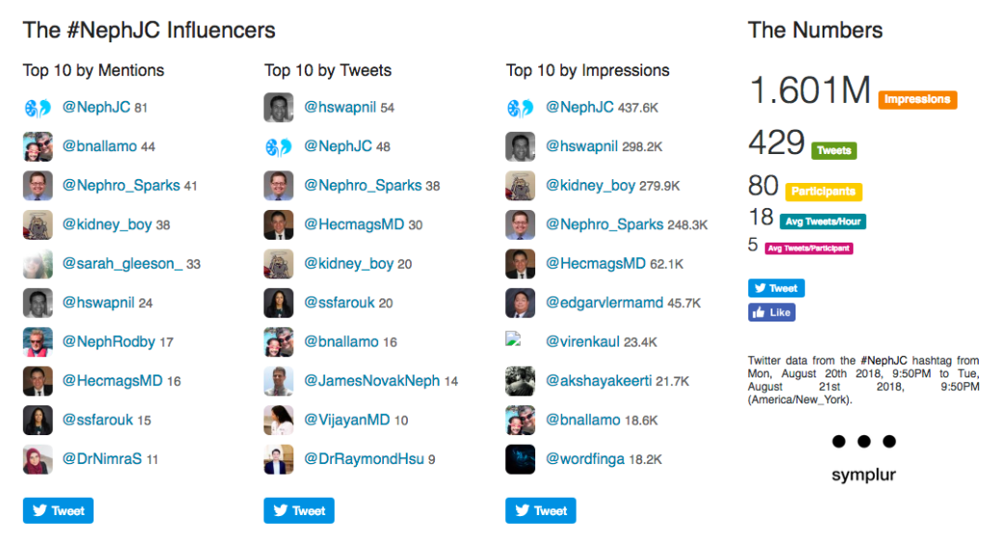 The #NephJC Influencers
Top 10 by Mentions
@NephJC 81
@bnallamo 44
@Nephro_Sparks 41
@kidney_boy 38
@sarah_gleeson_ 33
@hswapnil 24
@NephRodby 17
@HecmagsMD 16
@ssfarouk 15
@DrNimraS 11
Tweet
Top 10 by Tweets
@hswapnil 54
@NephJC 48
@Nephro_Sparks 38
@HecmagsMD 30
@kidney_boy 20
@ssfarouk 20
@bnallamo 16
@JamesNovakNeph 14
@VijayanMD 10
@DrRaymondHsu 9
Tweet
Top 10 by Impressions
@NephJC 437.6K
@hswapnil 298.2K
@kidney_boy 279.9K
@Nephro_Sparks 248.3K
@HecmagsMD 62.1K
@edgarvlermamd 45.7K
@virenkaul 23.4K
@akshayakeerti 21.7K
@bnallamo 18.6K
@wordfinga 18.2K
Tweet
The Numbers
1.601M Impressions
429 Tweets
80 Participants
18 Avg Tweets/Hour
5 Avg Tweets/Participant
Tweet
Like
Twitter data from the #NephJC hashtag from
Mon, August 20th 2018, 9:50PM to Tue,
August 21st 2018, 9:50PM
(America/New_York).
symplur